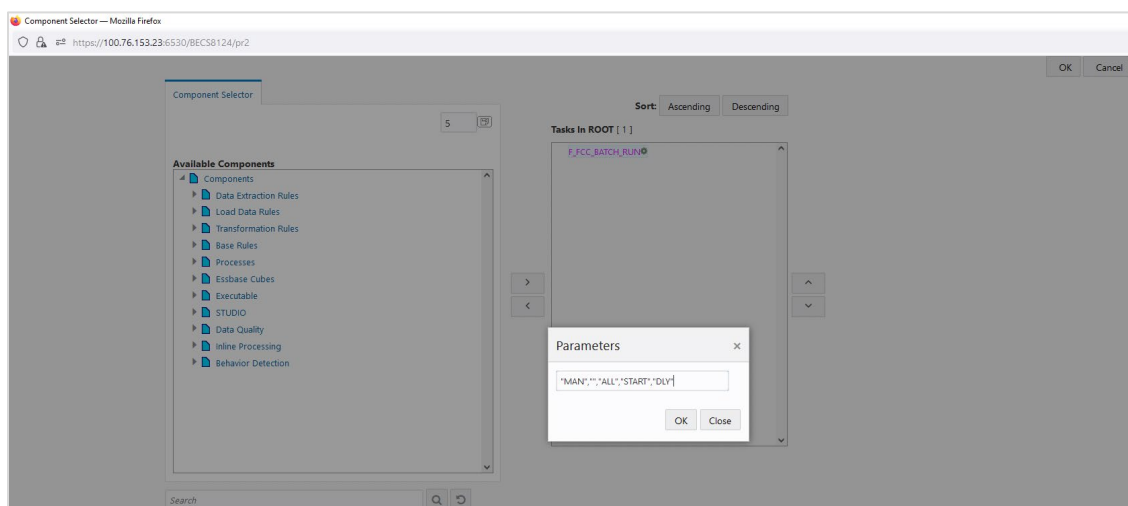 Component Selector — Mozilla Firefox
https://100.76.153.23:6530/BECS8124/pr2
OK Cancel
Component Selector
Sort: Ascending Descending
5
Tasks In ROOT [ 1 ]
F_FCC_BATCH_RUN
Available Components
Components
Data Extraction Rules
Load Data Rules
Transformation Rules
Base Rules
Processes
Essbase Cubes
Executable
STUDIO
Data Quality
Inline Processing
Behavior Detection
Parameters
"MAN","","ALL","START","DLY"
OK Close
Search